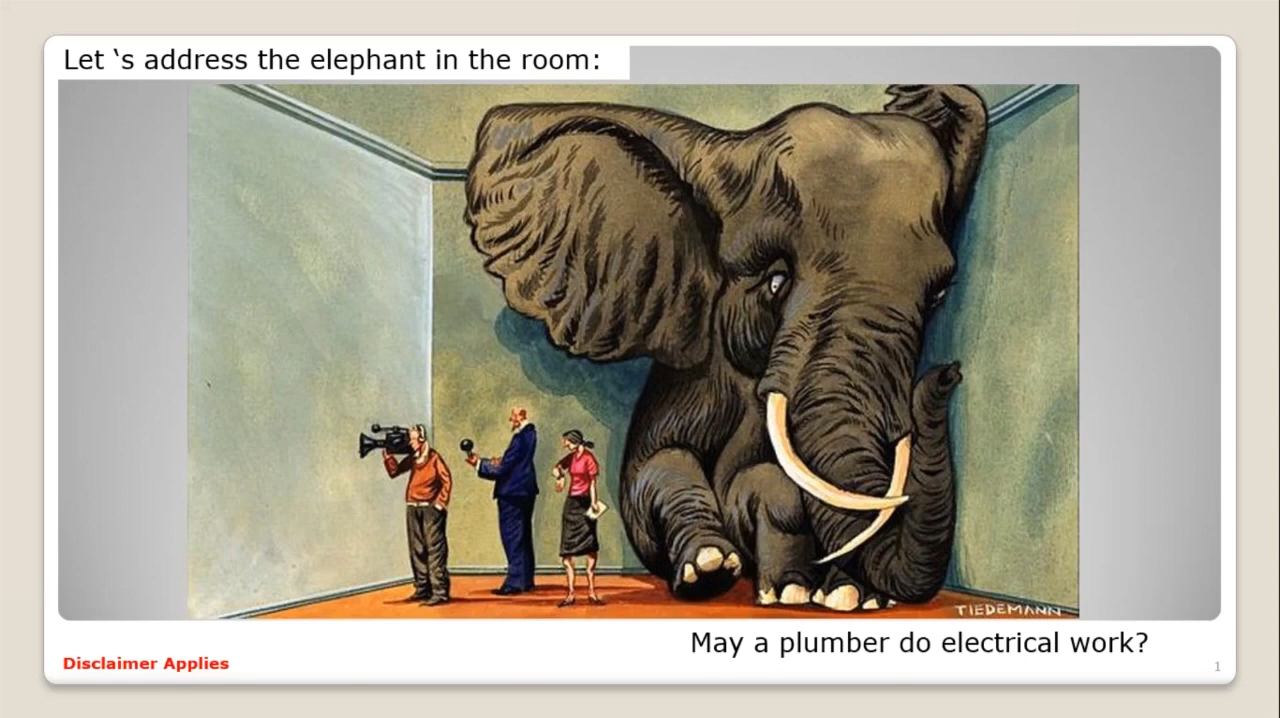 Let ‘s address the elephant in the room:
TIEDEMANN
May a plumber do electrical work?
Disclaimer Applies
1